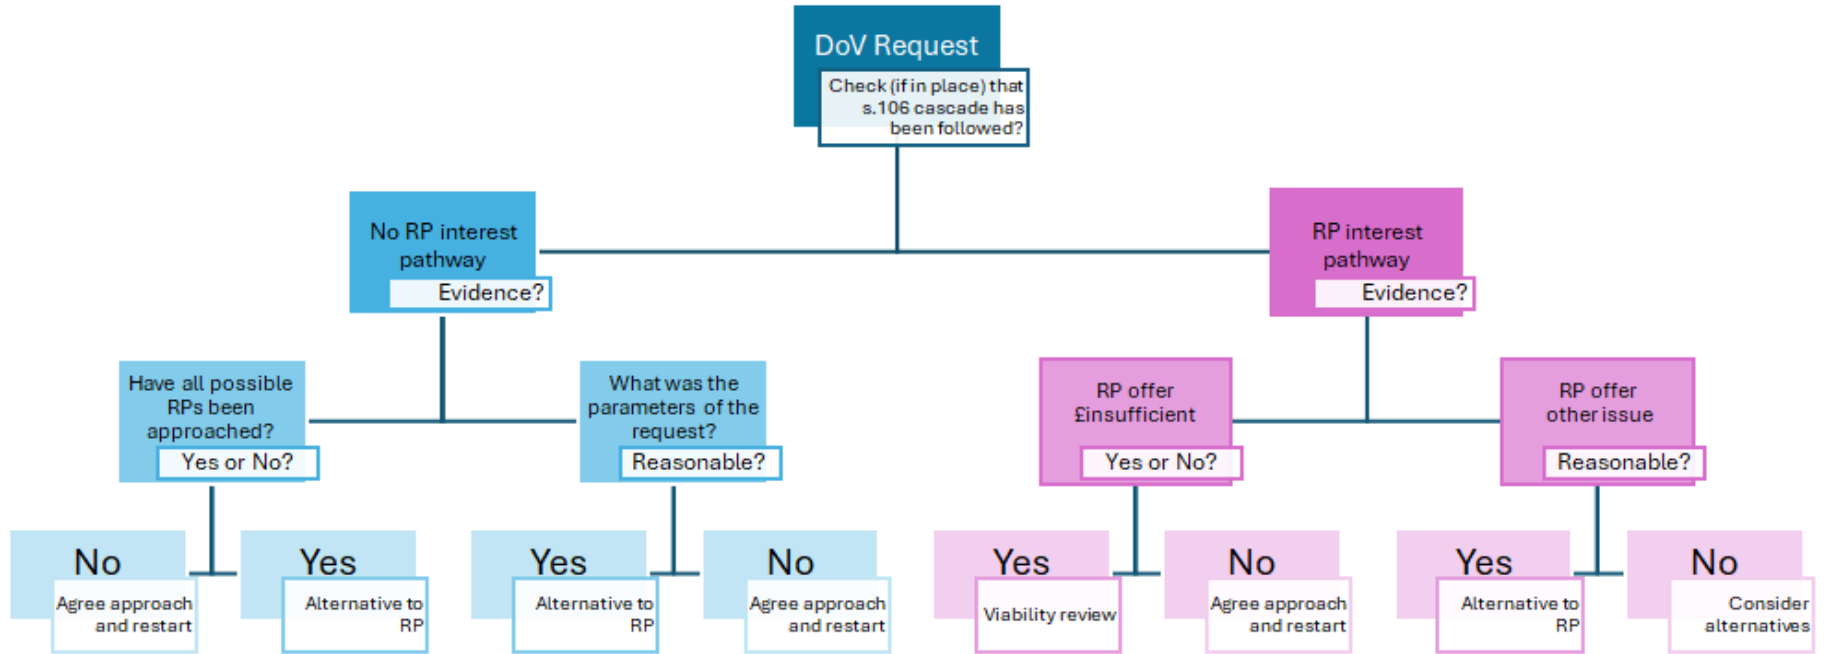 DoV Request
Check (if in place) that
s.106 cascade has
been followed?
No RP interest
pathway
Evidence?
RP interest
pathway
Evidence?
Have all possible
RPs been
approached?
Yes or No?
What was the
parameters of the
request?
Reasonable?
RP offer
£insufficient
Yes or No?
RP offer
other issue
Reasonable?
No
Agree approach
and restart
Yes
Alternative to
RP
Yes
Alternative to
RP
No
Agree approach
and restart
Yes
Viability review
No
Agree approach
and restart
Yes
Alternative to
RP
No
Consider
alternatives